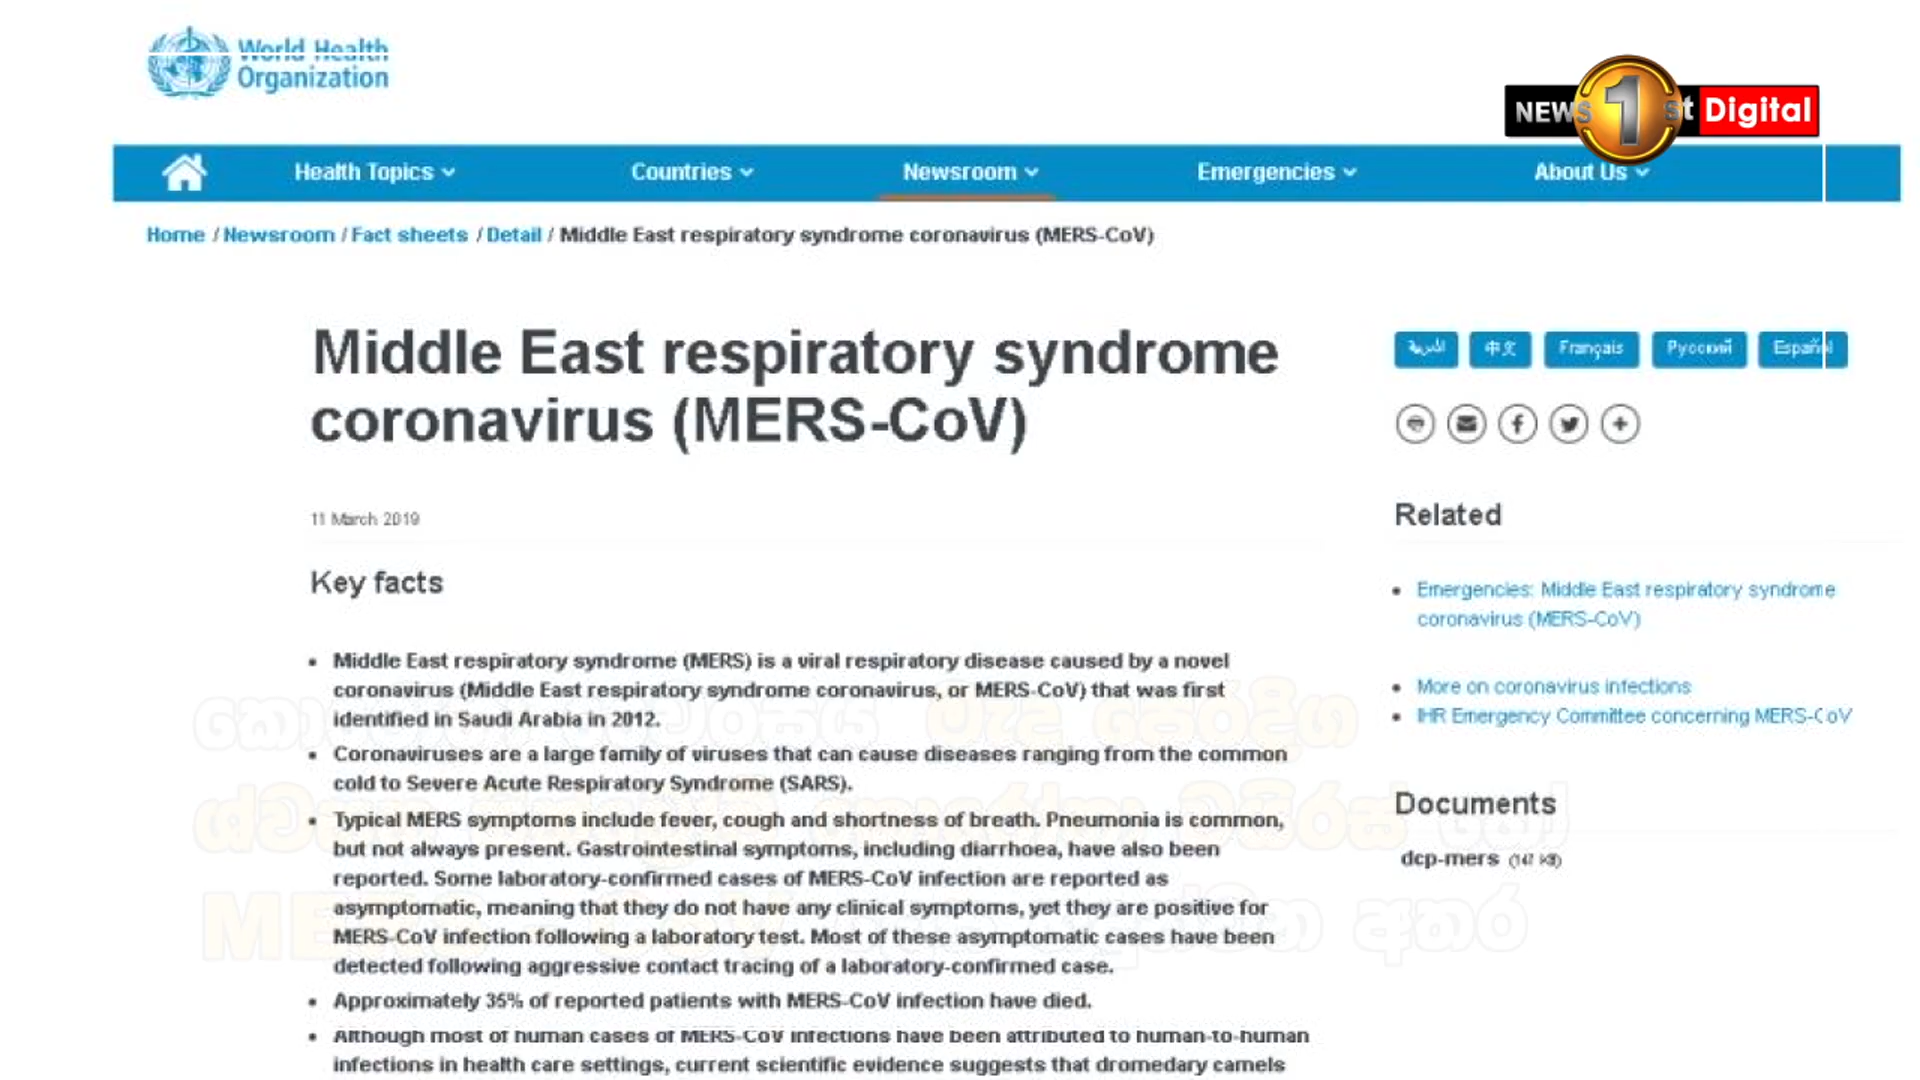 World Health
Organization
NEWS 1st Digital
Health Topics
Countries
Newsroom
Emergencies
About Us
Home / Newsroom / Fact sheets / Detail / Middle East respiratory syndrome coronavirus (MERS-CoV)
Middle East respiratory syndrome
coronavirus (MERS-CoV)
العربية
中文
Français
Русский
Español
11 March 2019
Key facts
• Middle East respiratory syndrome (MERS) is a viral respiratory disease caused by a novel
coronavirus (Middle East respiratory syndrome coronavirus, or MERS-CoV) that was first
identified in Saudi Arabia in 2012.
• Coronaviruses are a large family of viruses that can cause diseases ranging from the common
cold to Severe Acute Respiratory Syndrome (SARS).
• Typical MERS symptoms include fever, cough and shortness of breath. Pneumonia is common,
but not always present. Gastrointestinal symptoms, including diarrhoea, have also been
reported. Some laboratory-confirmed cases of MERS-CoV infection are reported as
asymptomatic, meaning that they do not have any clinical symptoms, yet they are positive for
MERS-CoV infection following a laboratory test. Most of these asymptomatic cases have been
detected following aggressive contact tracing of a laboratory-confirmed case.
• Approximately 35% of reported patients with MERS-CoV infection have died.
• Although most of human cases of MERS-CoV infections have been attributed to human-to-human
infections in health care settings, current scientific evidence suggests that dromedary camels
Related
• Emergencies: Middle East respiratory syndrome
coronavirus (MERS-CoV)
• More on coronavirus infections
• IHR Emergency Committee concerning MERS-CoV
Documents
dcp-mers (147 kB)
අතර